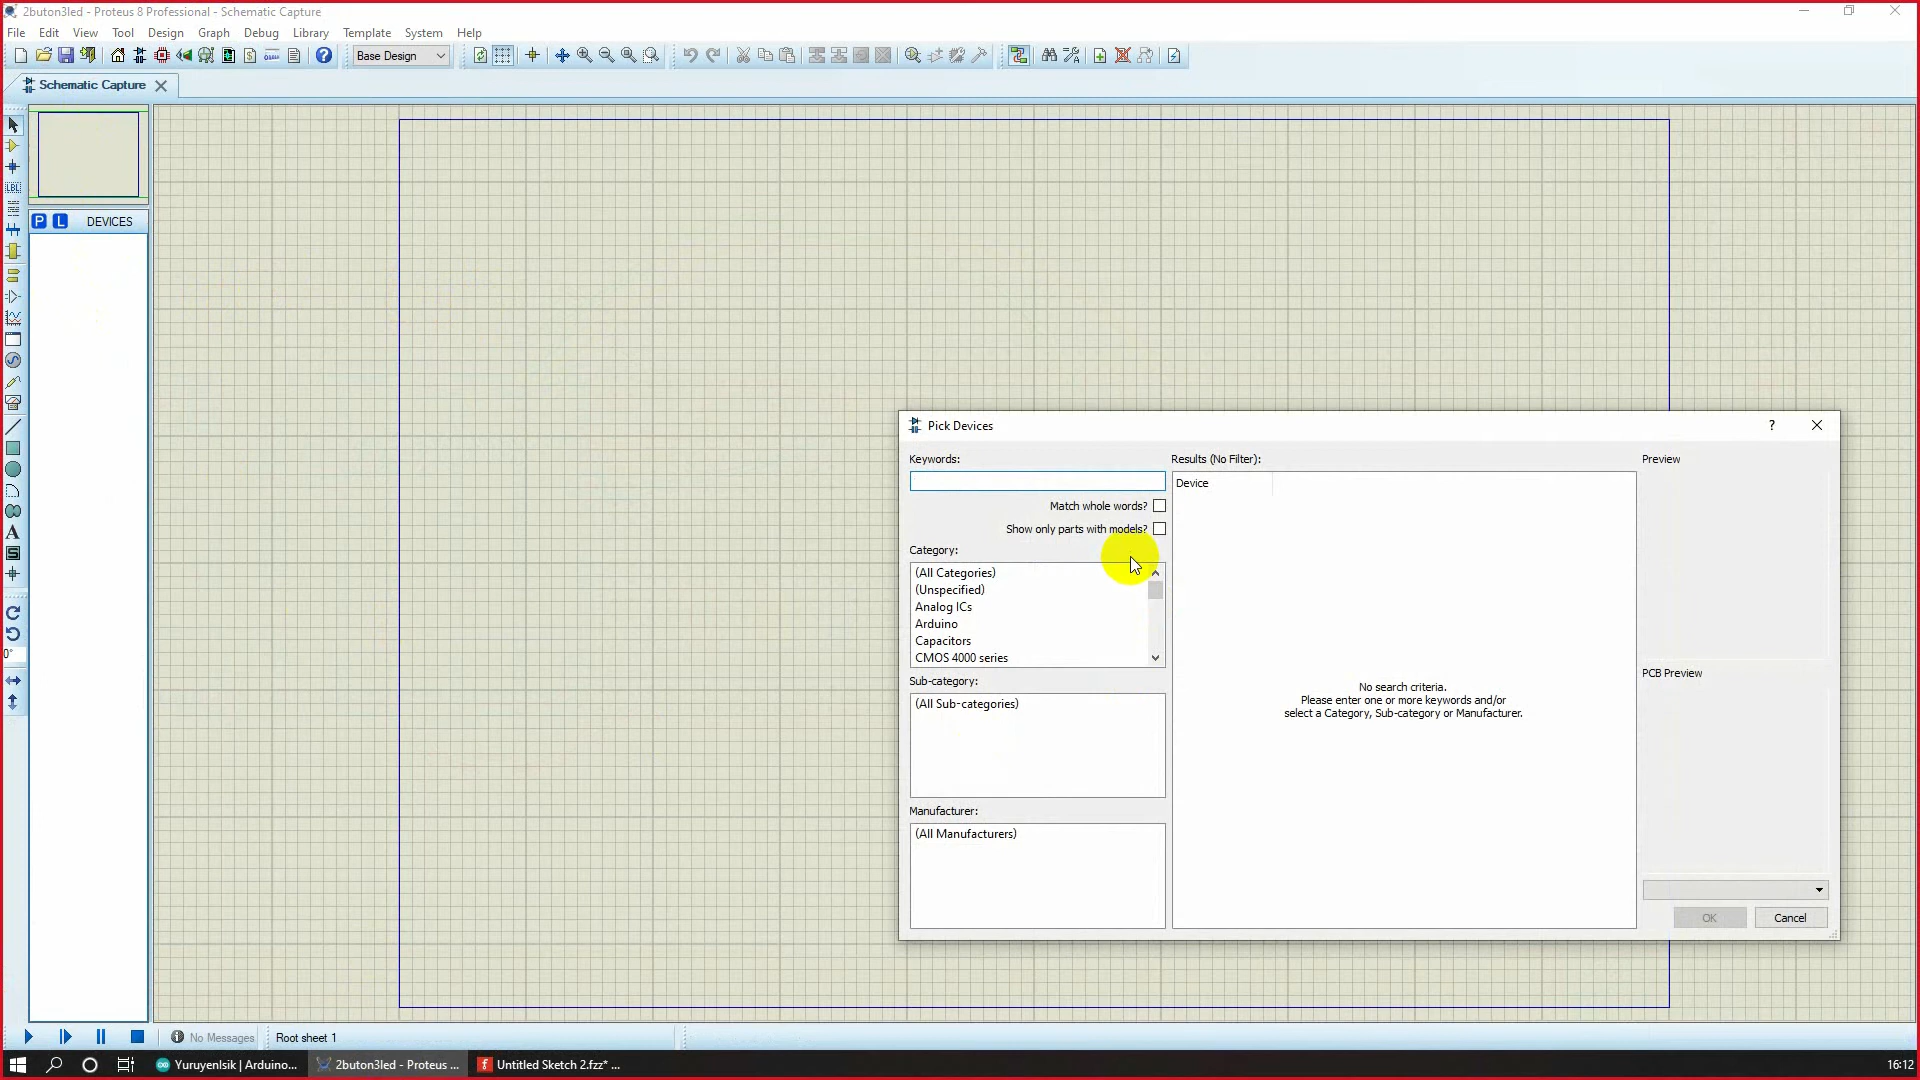 2buton3led - Proteus 8 Professional - Schematic Capture
File Edit View Tool Design Graph Debug Library Template System Help
Base Design
Schematic Capture
P L DEVICES
LBL
A
S
0°
Pick Devices
Keywords:
Match whole words?
Show only parts with models?
Category:
(All Categories)
(Unspecified)
Analog ICs
Arduino
Capacitors
CMOS 4000 series
Sub-category:
(All Sub-categories)
Manufacturer:
(All Manufacturers)
Results (No Filter):
Device
No search criteria.
Please enter one or more keywords and/or
select a Category, Sub-category or Manufacturer.
Preview
PCB Preview
OK Cancel
No Messages Root sheet 1
YuruyenIsik | Arduino... 2buton3led - Proteus ... Untitled Sketch 2.fzz* ... 16:12